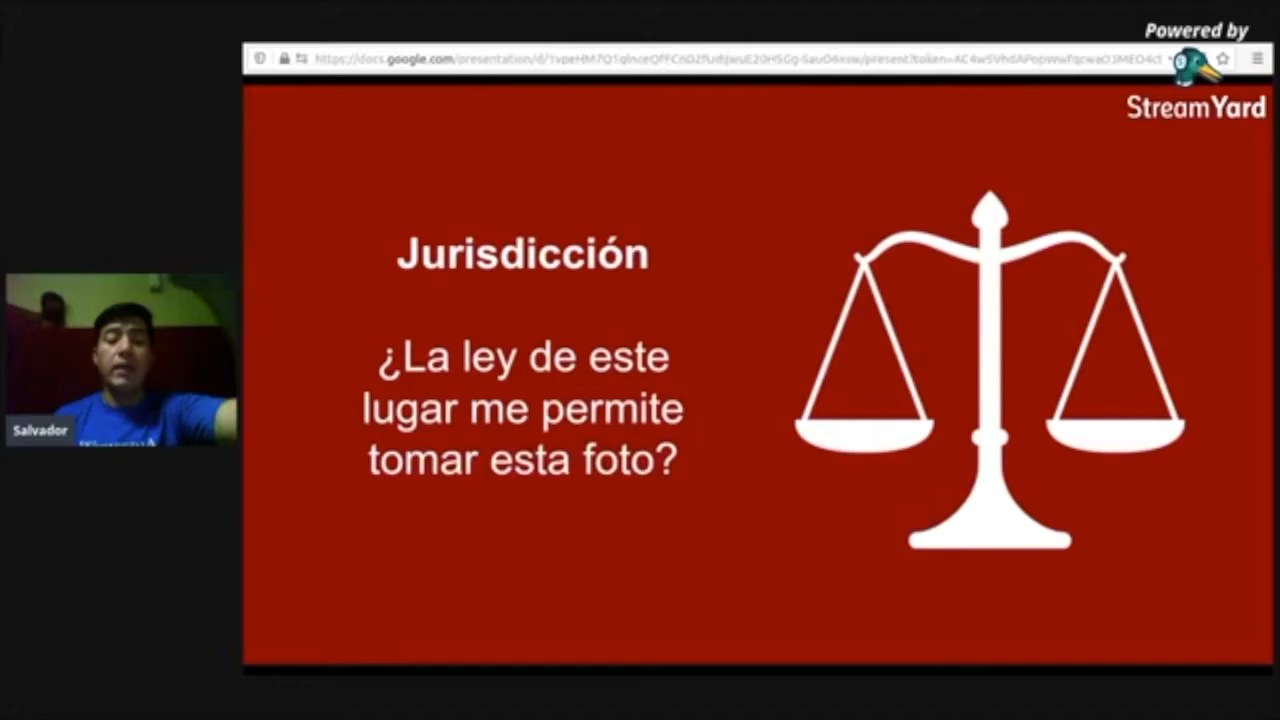 Powered by
StreamYard
Jurisdicción
¿La ley de este
lugar me permite
tomar esta foto?
Salvador